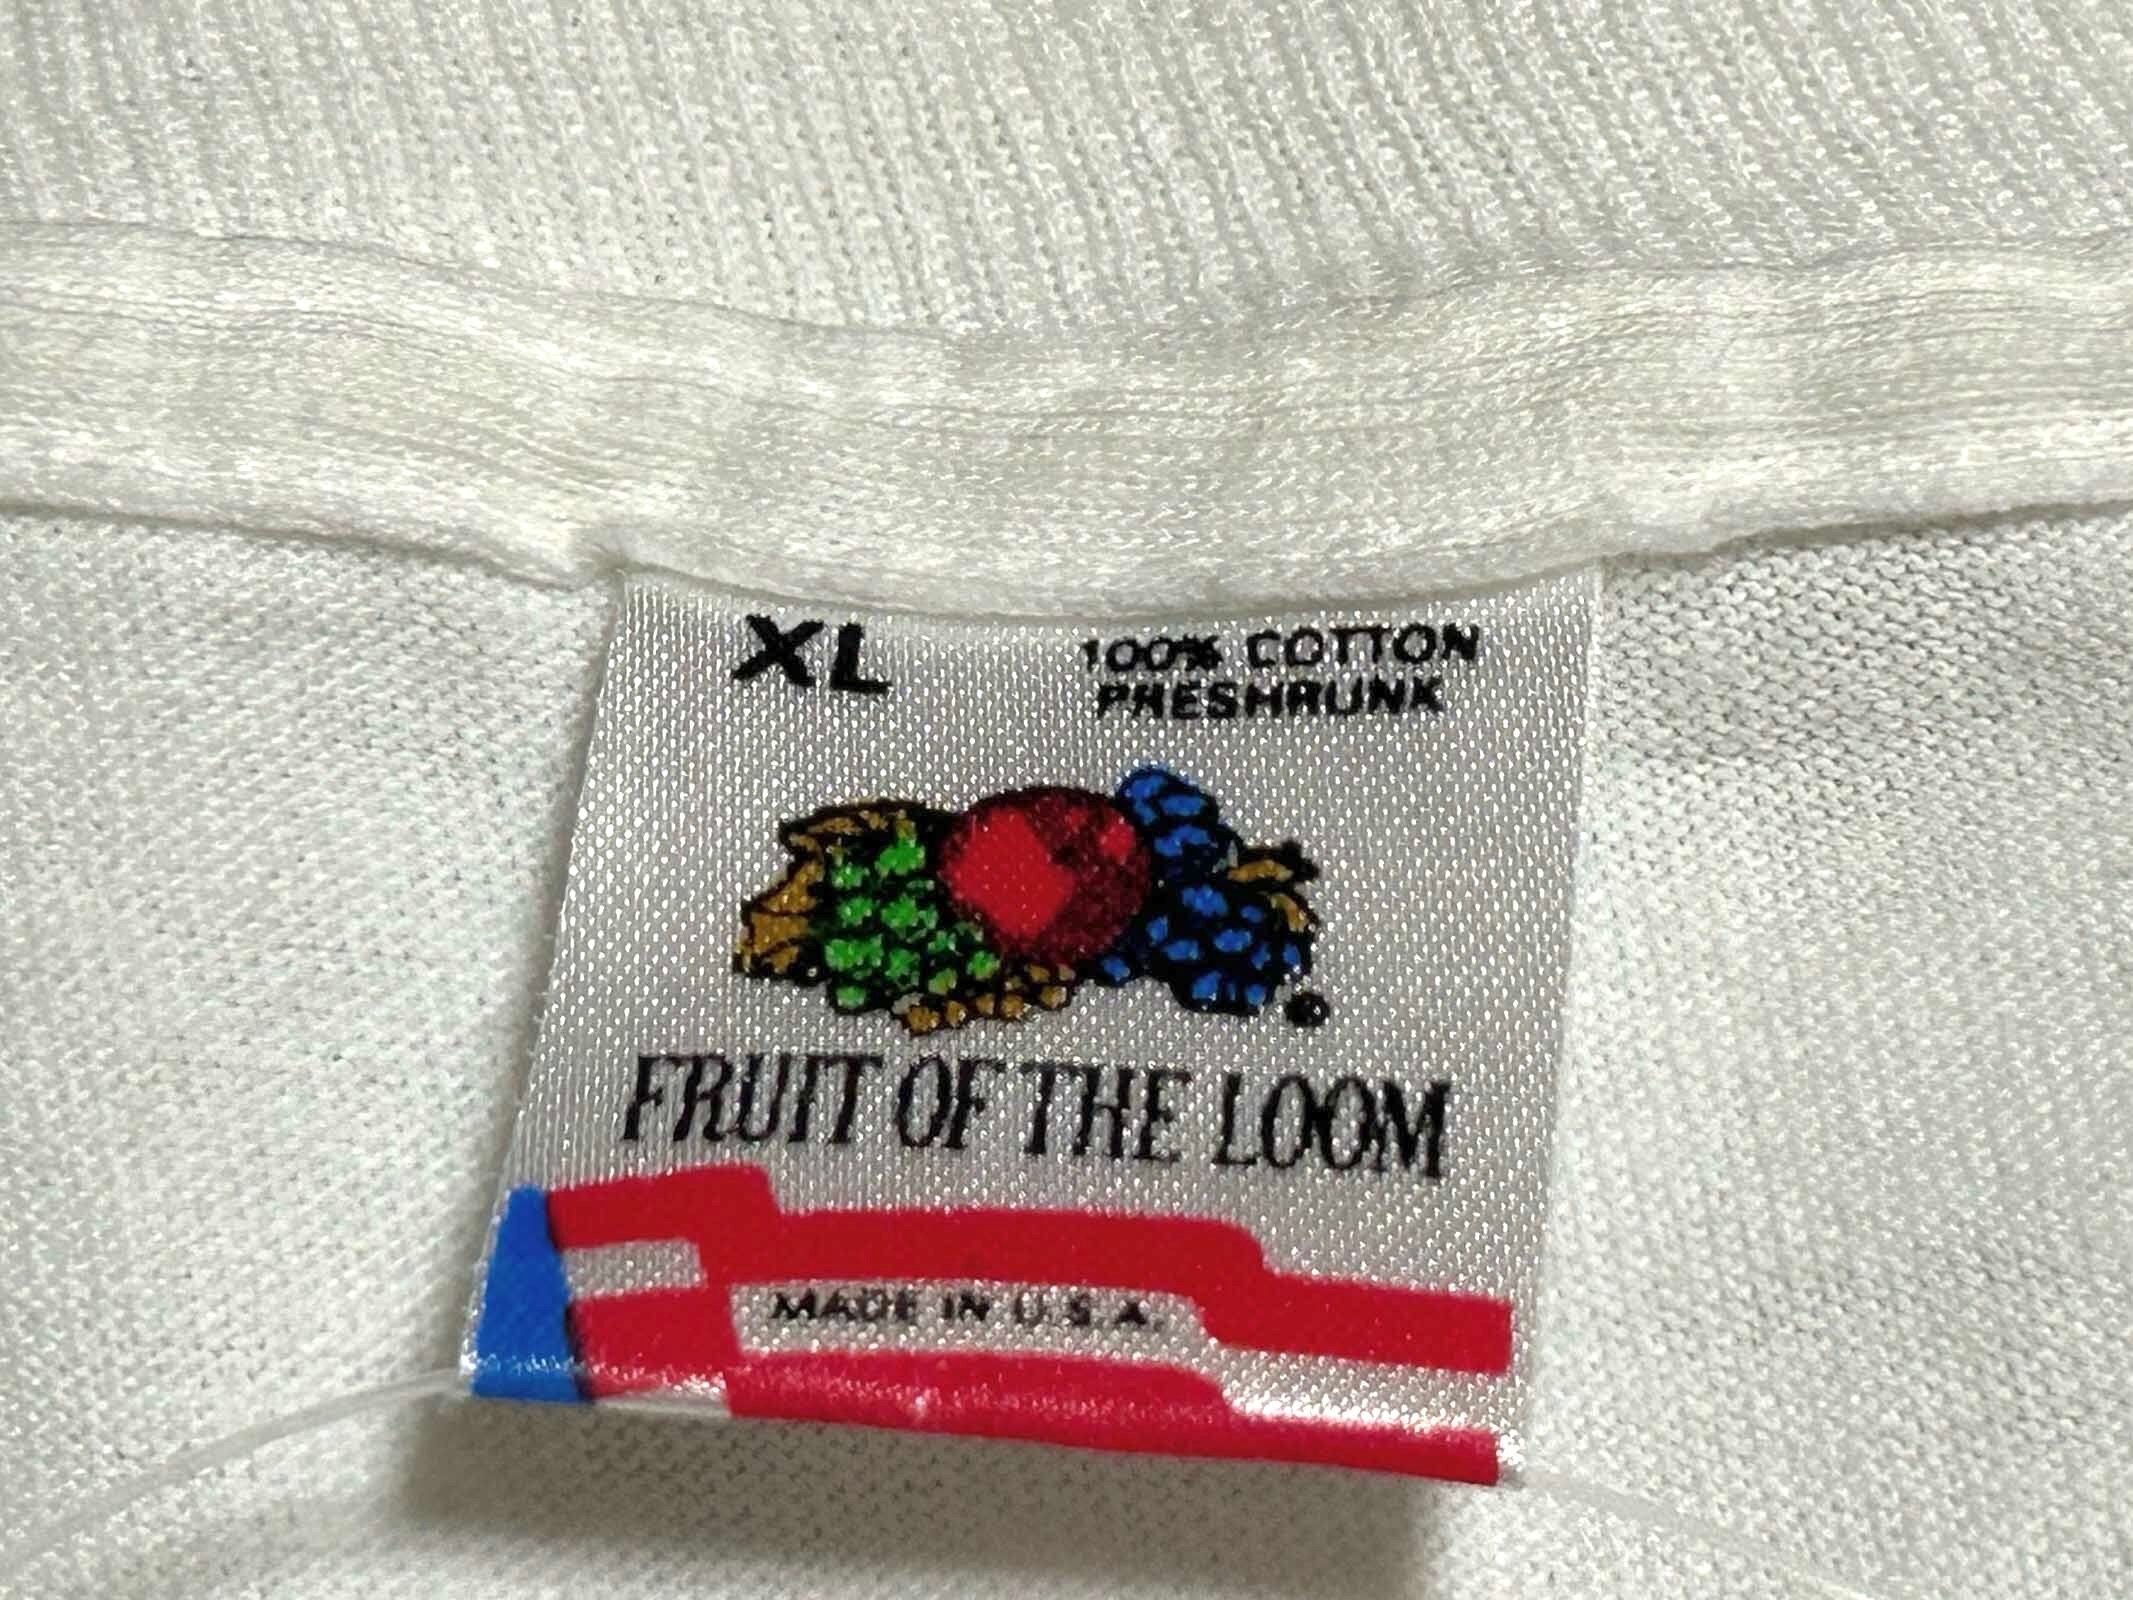 XL
100% COTTON
PRESHRUNK
FRUIT OF THE LOOM
MADE IN U.S.A.